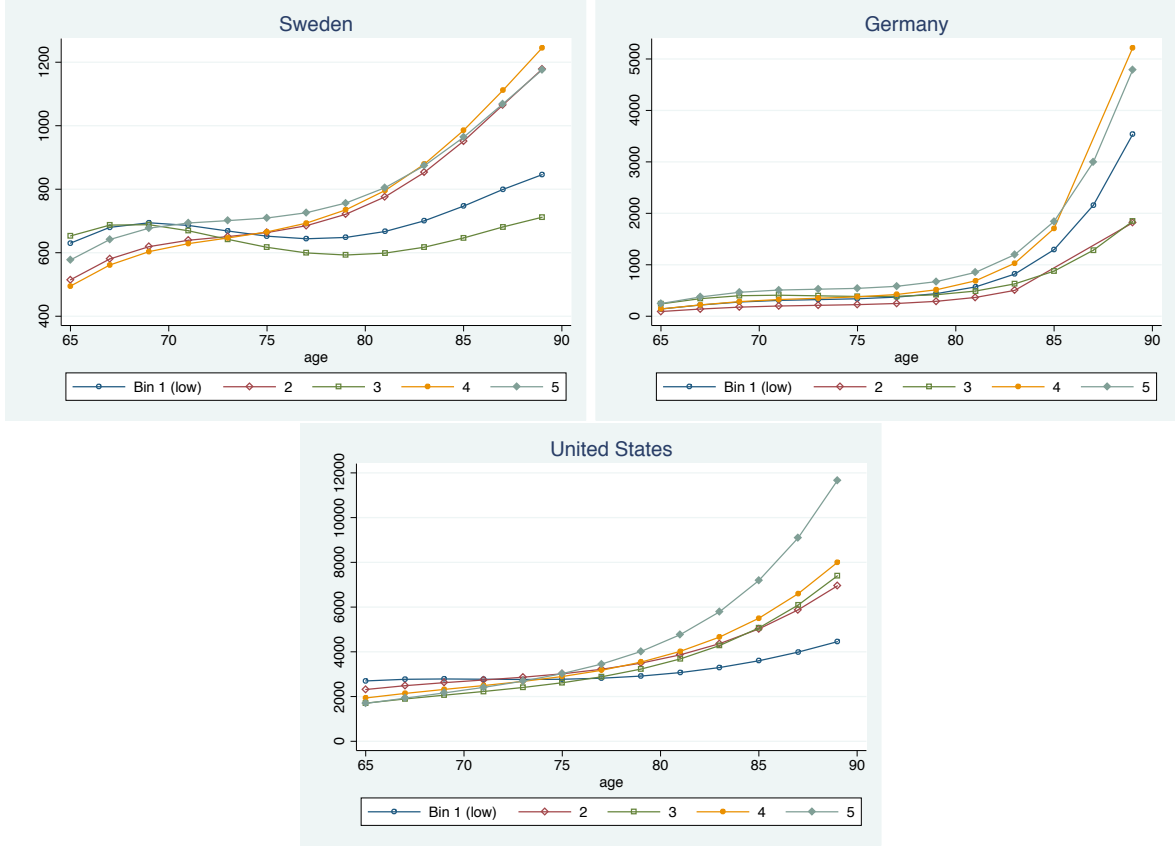 Sweden
1200
1000
800
600
400
65 70 75 80 85 90
age
Bin 1 (low) 2 3 4 5
Germany
5000
4000
3000
2000
1000
0
65 70 75 80 85 90
age
Bin 1 (low) 2 3 4 5
United States
12000
10000
8000
6000
4000
2000
0
65 70 75 80 85 90
age
Bin 1 (low) 2 3 4 5